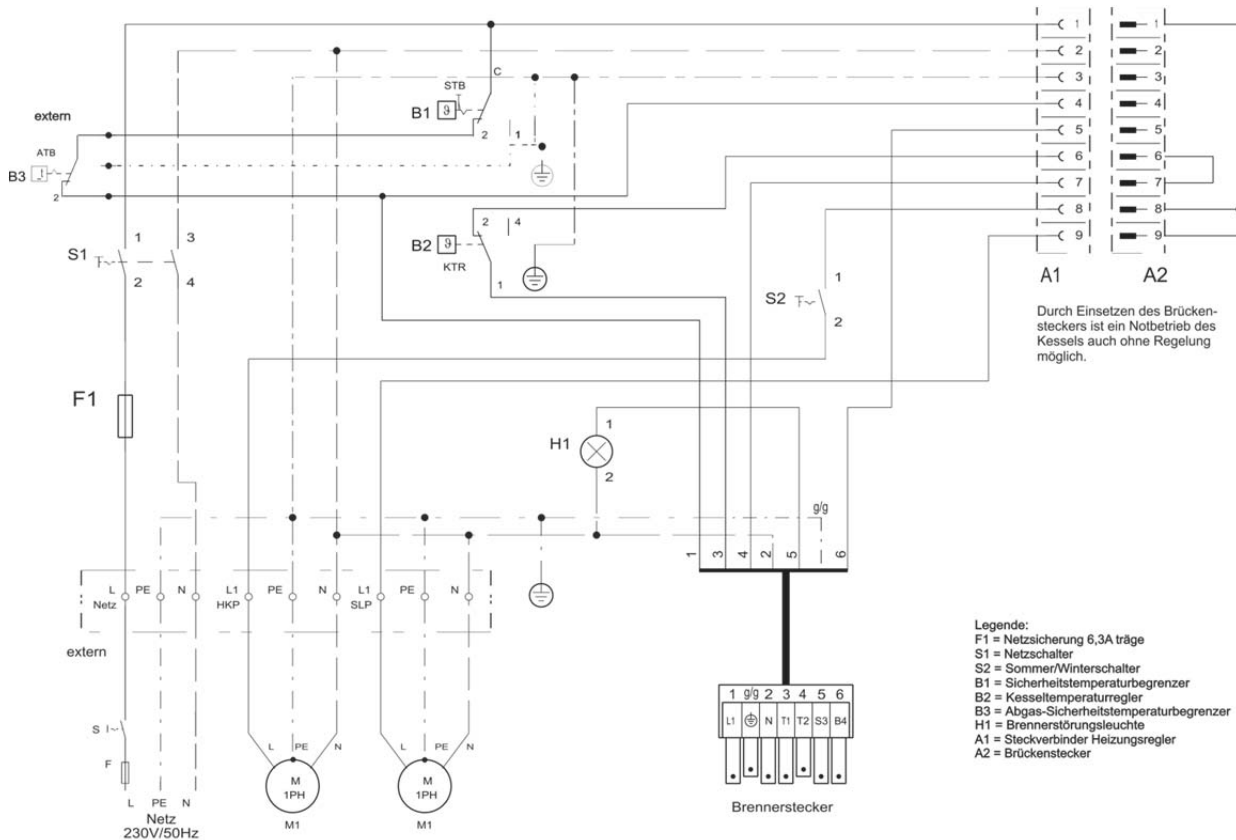 1
1
2
2
3
3
4
4
5
5
6
6
7
7
8
8
9
9
A1
A2
Durch Einsetzen des Brücken-
steckers ist ein Notbetrieb des
Kessels auch ohne Regelung
möglich.
C
STB
B1
ϑ
2
1
extern
ATB
B3
2
2
4
B2
ϑ
KTR
1
1
3
S1
2
4
1
S2
2
F1
1
H1
2
g/g
1
3
4
2
5
6
L
PE
N
L1
PE
N
L1
PE
N
Netz
HKP
SLP
extern
S
F
L
PE
N
L
PE
N
L PE N
Netz
230V/50Hz
M
1PH
M1
M
1PH
M1
1 g/g 2 3 4 5 6
L1 N T1 T2 S3 B4
Brennerstecker
Legende:
F1 = Netzsicherung 6,3A träge
S1 = Netzschalter
S2 = Sommer/Winterschalter
B1 = Sicherheitstemperaturbegrenzer
B2 = Kesseltemperaturregler
B3 = Abgas-Sicherheitstemperaturbegrenzer
H1 = Brennerstörungsleuchte
A1 = Steckverbinder Heizungsregler
A2 = Brückenstecker